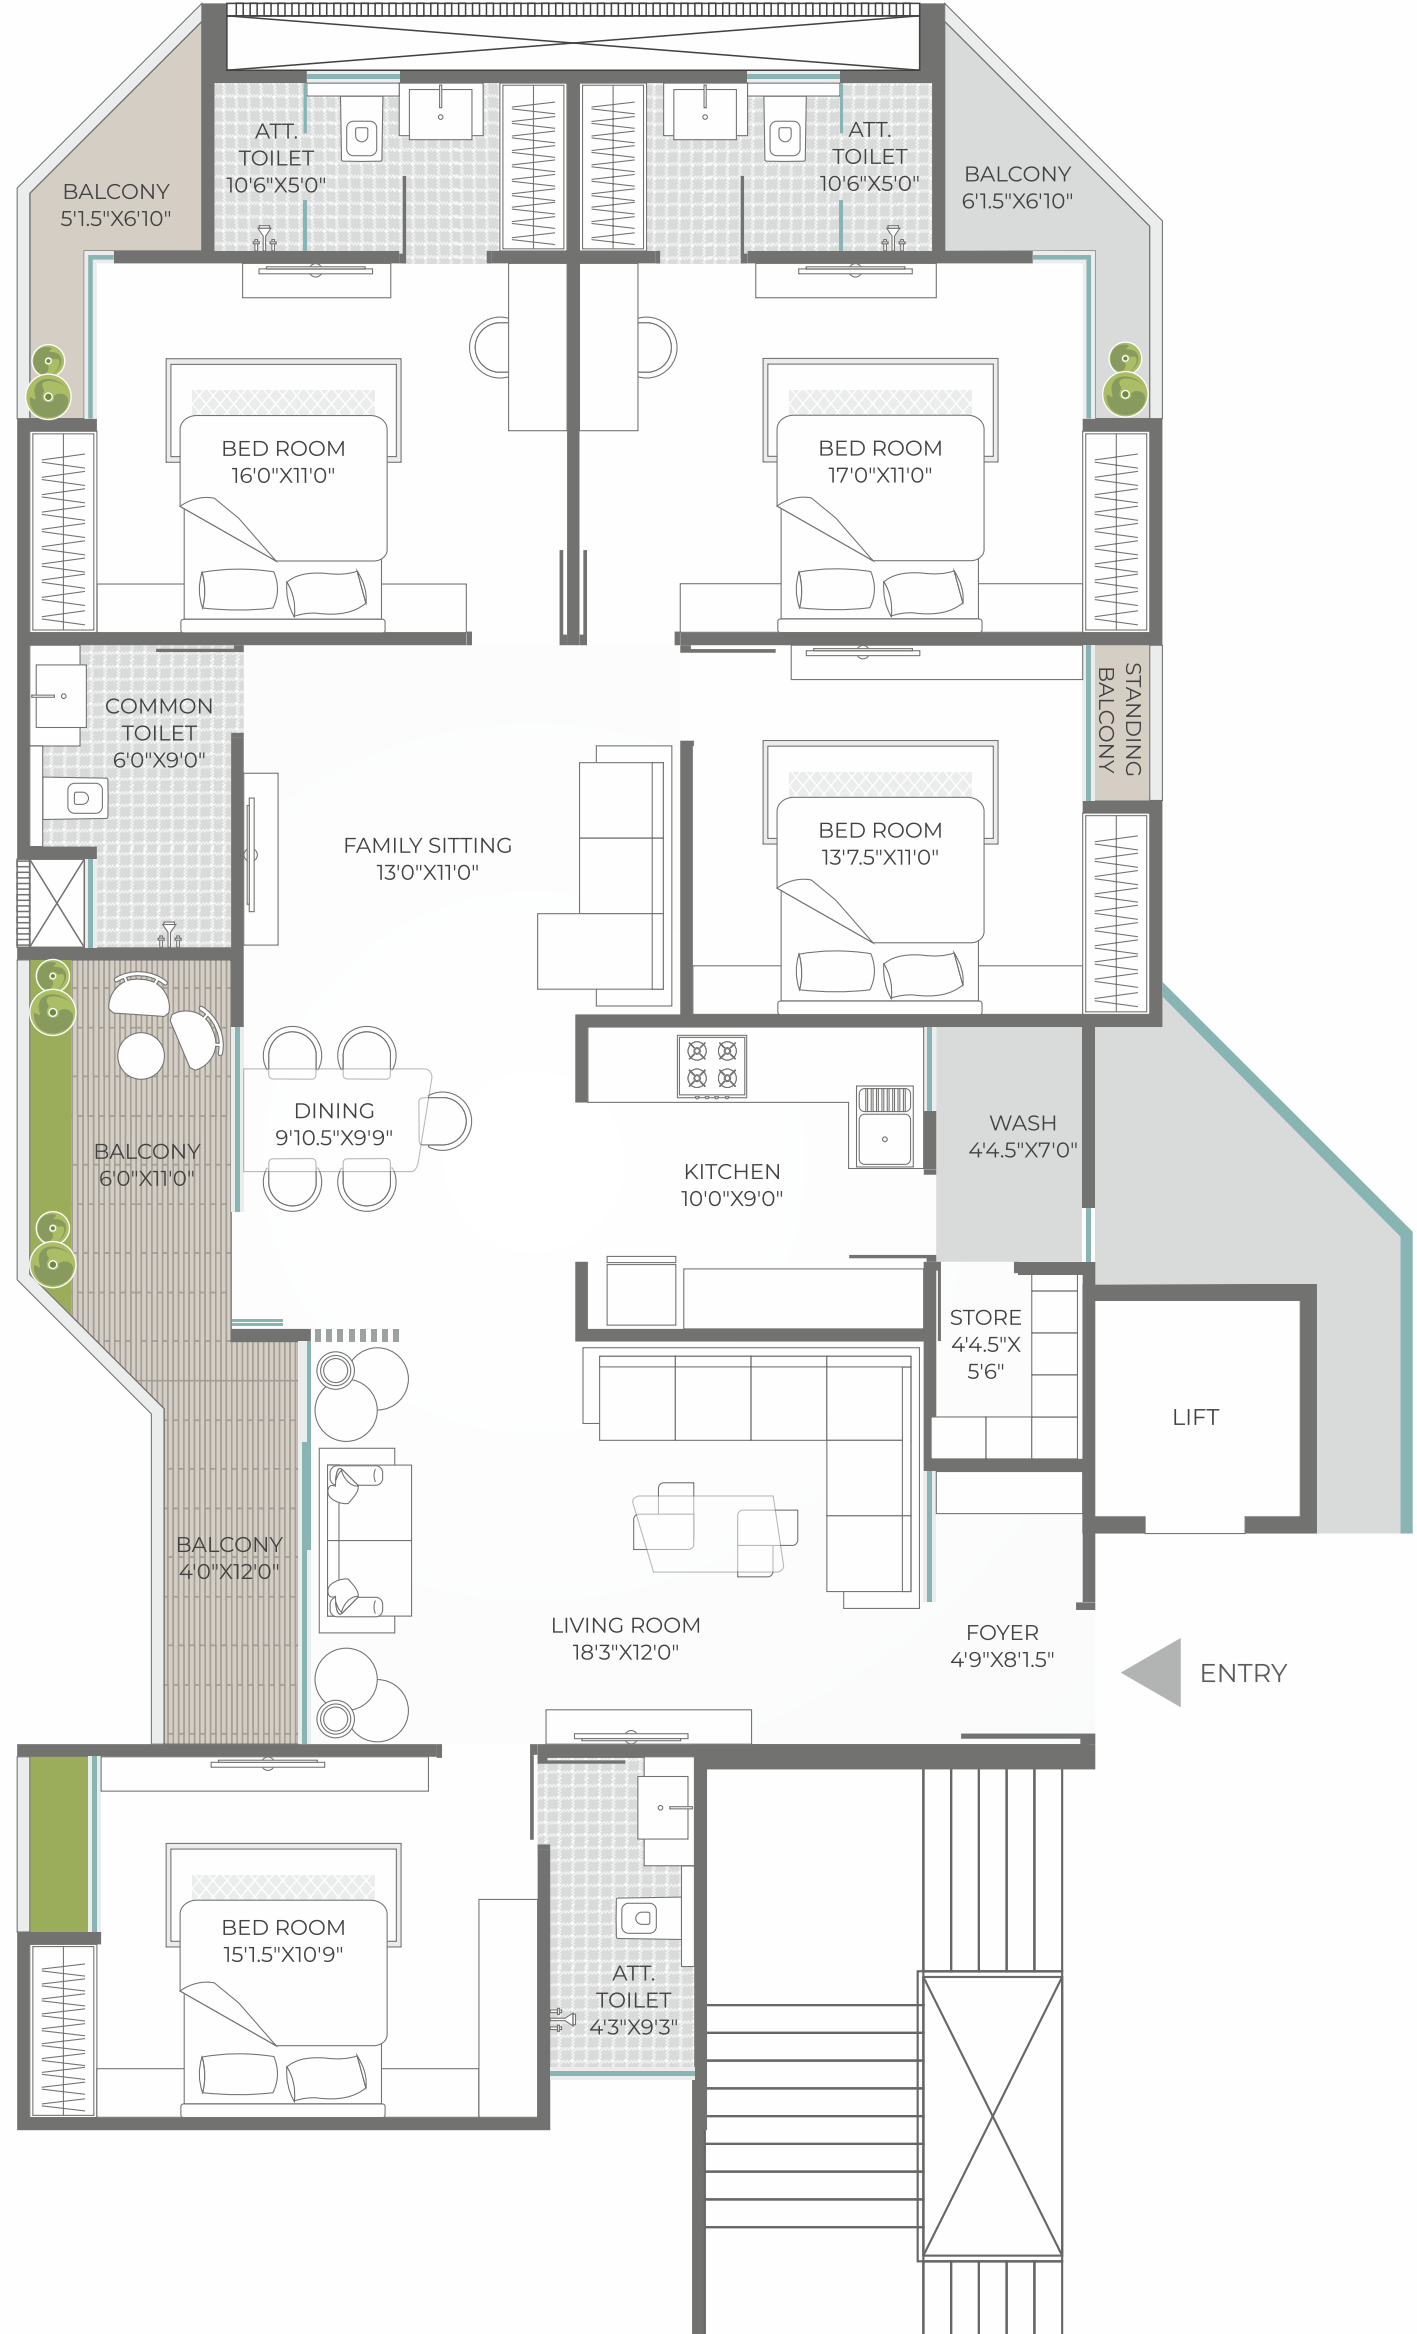 ATT.
TOILET
10'6"X5'0"
ATT.
TOILET
10'6"X5'0"
BALCONY
5'1.5"X6'10"
BALCONY
6'1.5"X6'10"
BED ROOM
16'0"X11'0"
BED ROOM
17'0"X11'0"
COMMON
TOILET
6'0"X9'0"
STANDING
BALCONY
FAMILY SITTING
13'0"X11'0"
BED ROOM
13'7.5"X11'0"
DINING
9'10.5"X9'9"
BALCONY
6'0"X11'0"
KITCHEN
10'0"X9'0"
WASH
4'4.5"X7'0"
STORE
4'4.5"X
5'6"
LIFT
BALCONY
4'0"X12'0"
LIVING ROOM
18'3"X12'0"
FOYER
4'9"X8'1.5"
ENTRY
BED ROOM
15'1.5"X10'9"
ATT.
TOILET
4'3"X9'3"